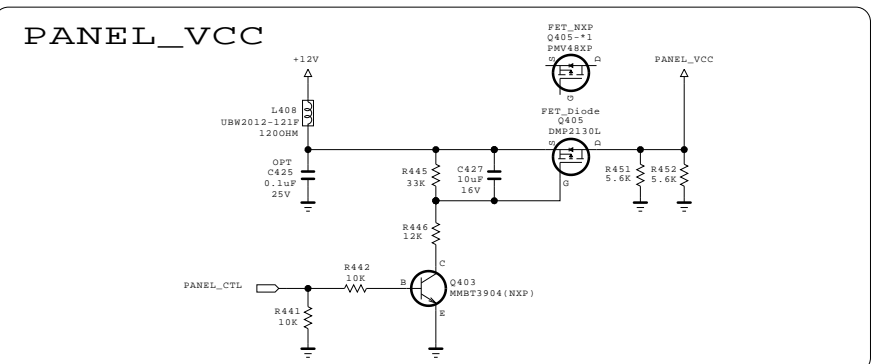 PANEL_VCC
FET_NXP
Q405-*1
PMV48XP
S
D
G
+12V
PANEL_VCC
L408
UBW2012-121F
120OHM
FET_Diode
Q405
DMP2130L
S
D
G
OPT
C425
0.1uF
25V
R445
33K
C427
10uF
16V
R451
5.6K
R452
5.6K
R446
12K
C
Q403
MMBT3904(NXP)
B
E
R442
10K
PANEL_CTL
R441
10K